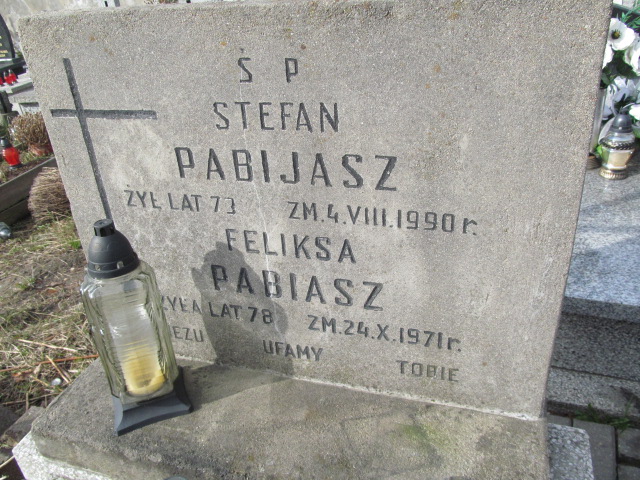 Ś P
STEFAN
PABIJASZ
ŻYŁ LAT 73 ZM. 4. VIII. 1990 r.
FELIKSA
PABIASZ
ŻYŁA LAT 78 ZM. 24. X. 1971 r.
EZU UFAMY TOBIE